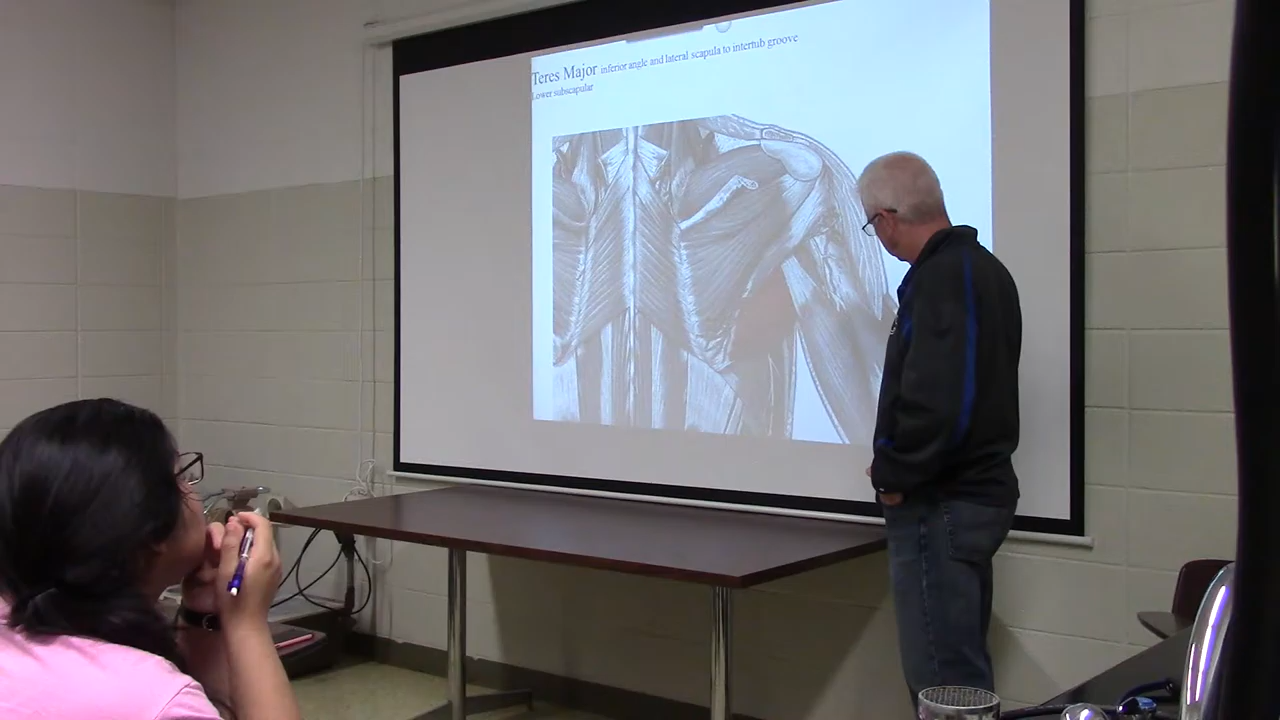 Teres Major inferior angle and lateral scapula to intertub groove
Lower subscapular